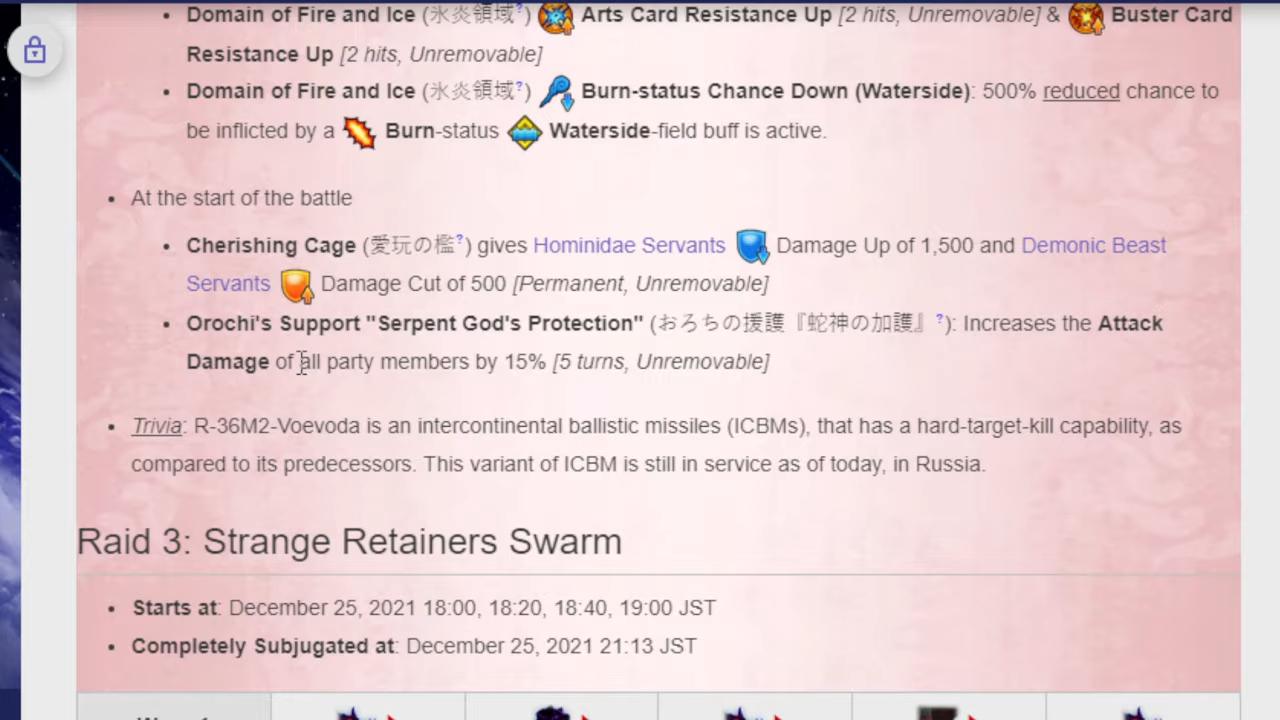 Domain of Fire and Ice (氷炎領域?) Arts Card Resistance Up [2 hits, Unremovable] & Buster Card
Resistance Up [2 hits, Unremovable]
Domain of Fire and Ice (氷炎領域?) Burn-status Chance Down (Waterside): 500% reduced chance to
be inflicted by a Burn-status Waterside-field buff is active.
At the start of the battle
Cherishing Cage (愛玩の檻?) gives Hominidae Servants Damage Up of 1,500 and Demonic Beast
Servants Damage Cut of 500 [Permanent, Unremovable]
Orochi's Support "Serpent God's Protection" (おろちの援護『蛇神の加護』?): Increases the Attack
Damage of all party members by 15% [5 turns, Unremovable]
Trivia: R-36M2-Voevoda is an intercontinental ballistic missiles (ICBMs), that has a hard-target-kill capability, as
compared to its predecessors. This variant of ICBM is still in service as of today, in Russia.
Raid 3: Strange Retainers Swarm
Starts at: December 25, 2021 18:00, 18:20, 18:40, 19:00 JST
Completely Subjugated at: December 25, 2021 21:13 JST